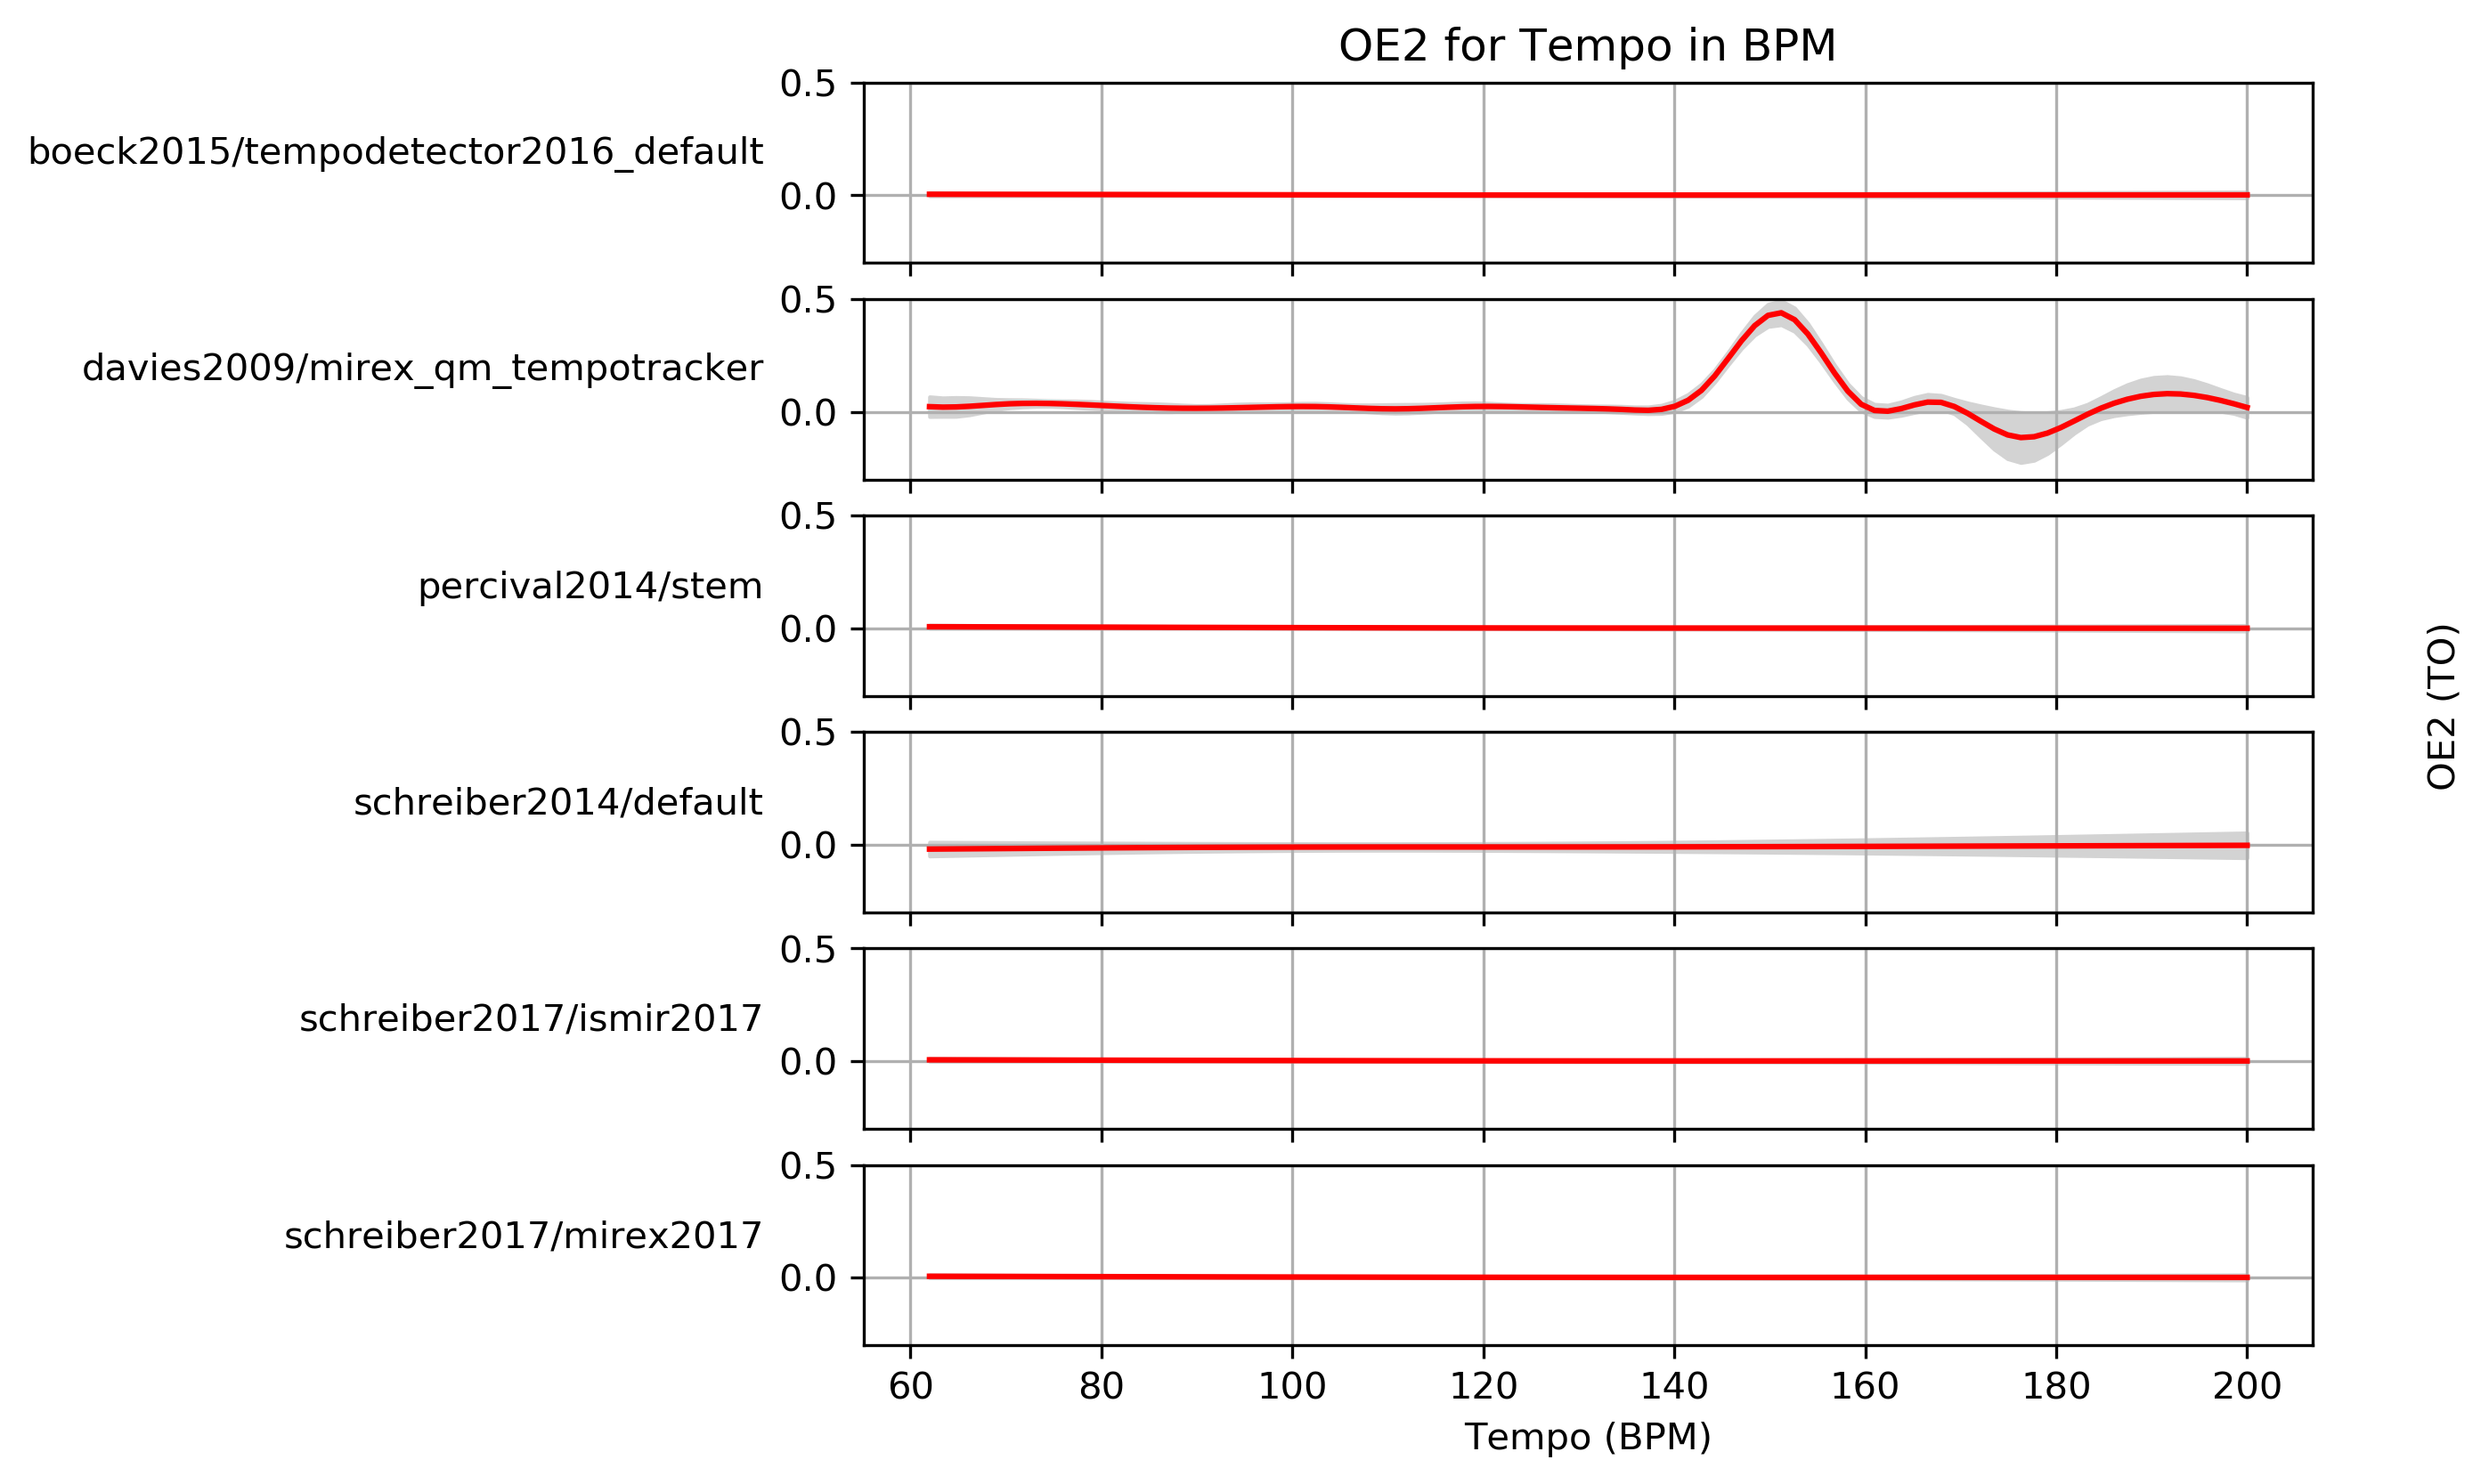 OE2 for Tempo in BPM
boeck2015/tempodetector2016_default
0.5
0.0
davies2009/mirex_qm_tempotracker
0.5
0.0
percival2014/stem
0.5
0.0
schreiber2014/default
0.5
0.0
schreiber2017/ismir2017
0.5
0.0
schreiber2017/mirex2017
0.5
0.0
60 80 100 120 140 160 180 200
Tempo (BPM)
OE2 (TO)